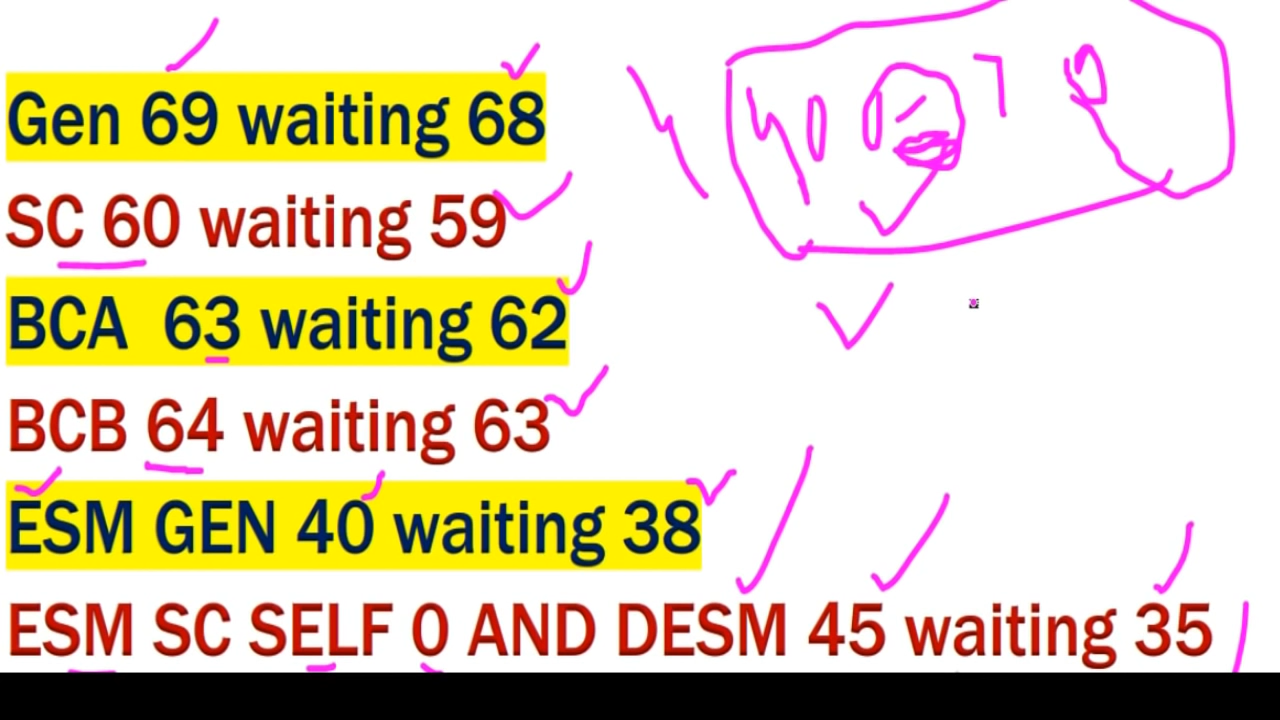 Gen 69 waiting 68
SC 60 waiting 59
BCA 63 waiting 62
BCB 64 waiting 63
ESM GEN 40 waiting 38
ESM SC SELF 0 AND DESM 45 waiting 35